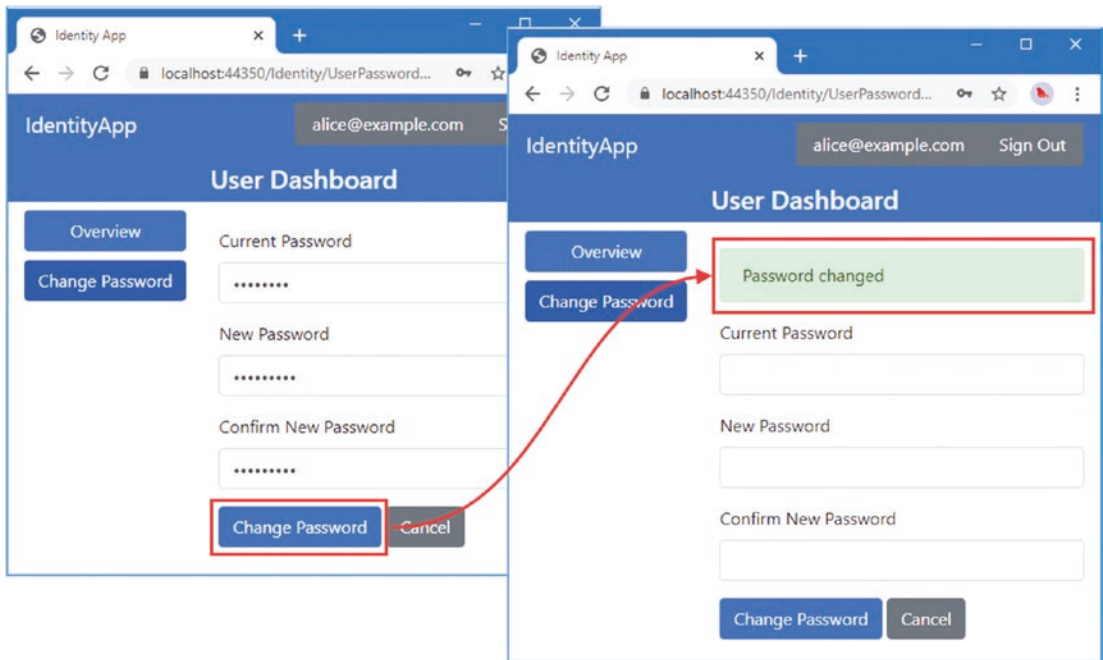 Identity App
localhost:44350/Identity/UserPassword...
IdentityApp
alice@example.com
S
User Dashboard
Overview
Change Password
Current Password
••••••••
New Password
•••••••••
Confirm New Password
•••••••••
Change Password
Cancel
Identity App
localhost:44350/Identity/UserPassword...
IdentityApp
alice@example.com
Sign Out
User Dashboard
Overview
Change Password
Password changed
Current Password
New Password
Confirm New Password
Change Password
Cancel